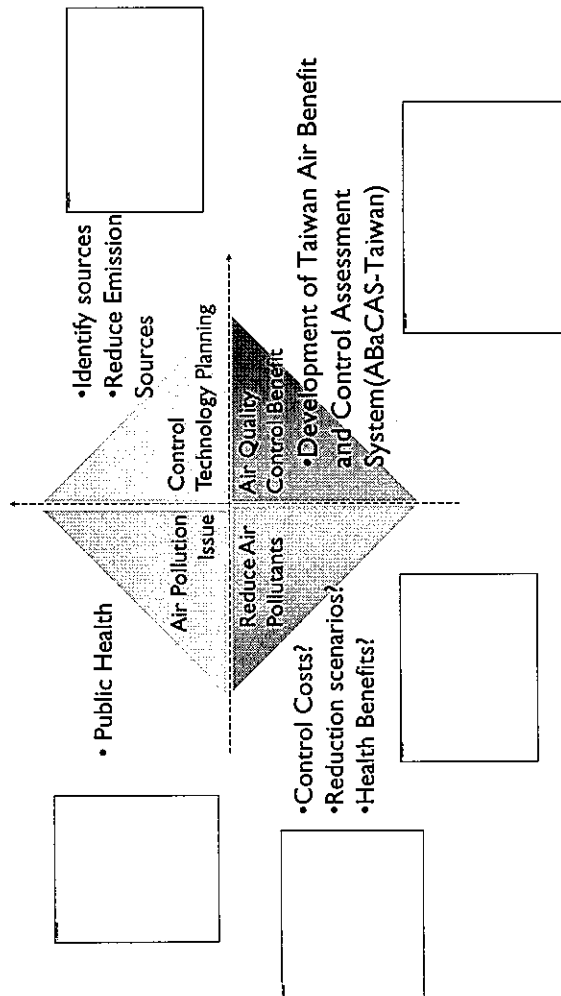 • Public Health
Air Pollution
Issue
•Identify sources
•Reduce Emission
Sources
Control
Technology Planning
Reduce Air
Pollutants
•Control Costs?
•Reduction scenarios?
•Health Benefits?
Air Quality
Control Benefit
•Development of Taiwan Air Benefit
and Control Assessment
System(ABaCAS-Taiwan)